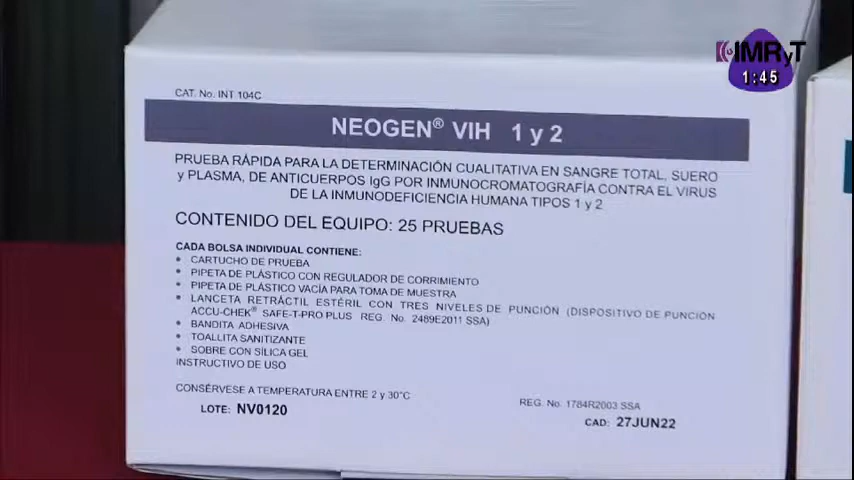 IMRyT
1:45
CAT. No. INT 104C
NEOGEN® VIH 1 y 2
PRUEBA RÁPIDA PARA LA DETERMINACIÓN CUALITATIVA EN SANGRE TOTAL, SUERO
y PLASMA, DE ANTICUERPOS IgG POR INMUNOCROMATOGRAFÍA CONTRA EL VIRUS
DE LA INMUNODEFICIENCIA HUMANA TIPOS 1 y 2
CONTENIDO DEL EQUIPO: 25 PRUEBAS
CADA BOLSA INDIVIDUAL CONTIENE:
• CARTUCHO DE PRUEBA
• PIPETA DE PLÁSTICO CON REGULADOR DE CORRIMIENTO
• PIPETA DE PLÁSTICO VACÍA PARA TOMA DE MUESTRA
• LANCETA RETRÁCTIL ESTÉRIL CON TRES NIVELES DE PUNCIÓN (DISPOSITIVO DE PUNCIÓN
ACCU-CHEK® SAFE-T-PRO PLUS REG. No. 2489E2011 SSA)
• BANDITA ADHESIVA
• TOALLITA SANITIZANTE
• SOBRE CON SÍLICA GEL
INSTRUCTIVO DE USO
CONSÉRVESE A TEMPERATURA ENTRE 2 y 30°C
LOTE: NV0120
REG. No. 1784R2003 SSA
CAD: 27JUN22